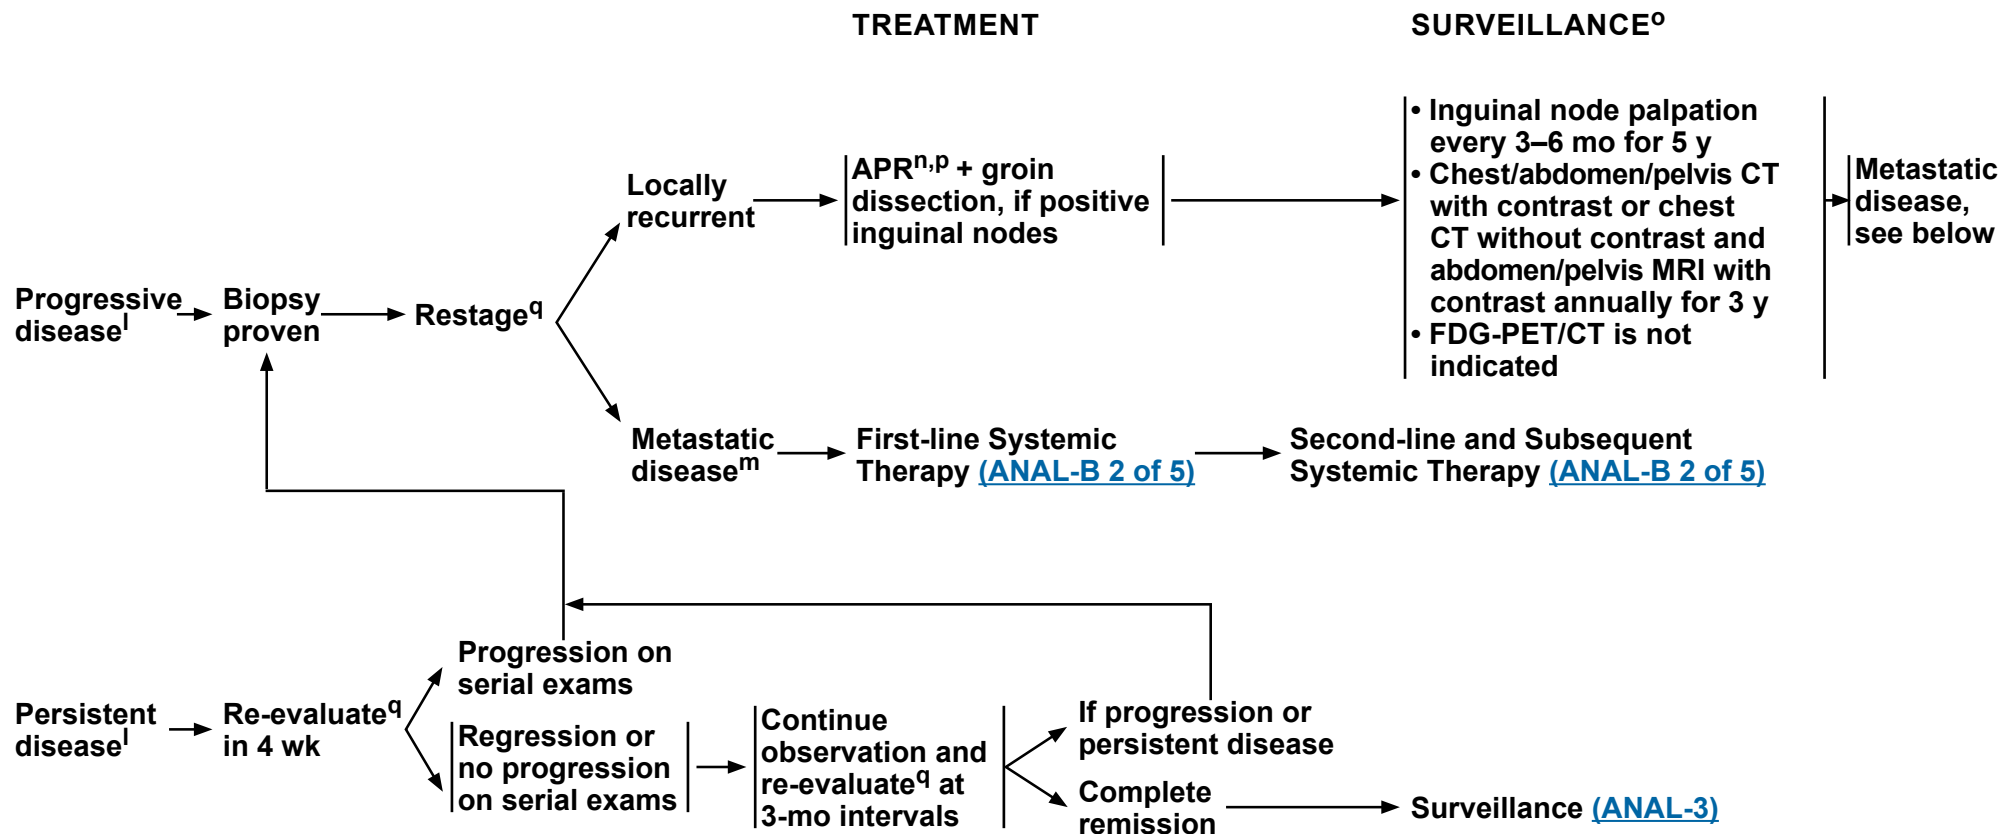 TREATMENT
SURVEILLANCEᵒ
Progressive
diseaseˡ
Biopsy
proven
Restage^q
Locally
recurrent
APRⁿ,ᵖ + groin
dissection, if positive
inguinal nodes
• Inguinal node palpation
every 3–6 mo for 5 y
• Chest/abdomen/pelvis CT
with contrast or chest
CT without contrast and
abdomen/pelvis MRI with
contrast annually for 3 y
• FDG-PET/CT is not
indicated
Metastatic
disease,
see below
Metastatic
diseaseᵐ
First-line Systemic
Therapy (ANAL-B 2 of 5)
Second-line and Subsequent
Systemic Therapy (ANAL-B 2 of 5)
Persistent
diseaseˡ
Re-evaluate^q
in 4 wk
Progression on
serial exams
Regression or
no progression
on serial exams
Continue
observation and
re-evaluate^q at
3-mo intervals
If progression or
persistent disease
Complete
remission
Surveillance (ANAL-3)